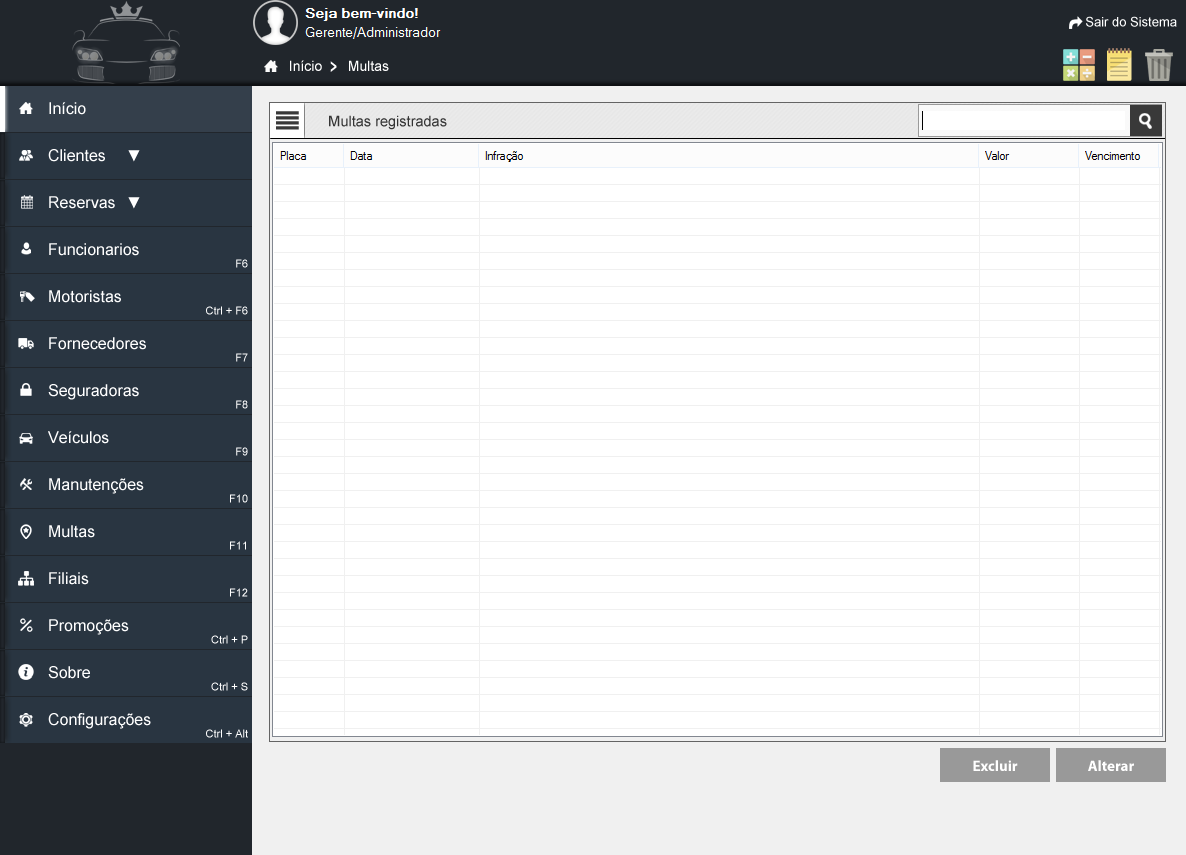 Seja bem-vindo!
Gerente/Administrador
Sair do Sistema
Início
Multas
Início
Clientes
Reservas
Funcionarios
F6
Motoristas
Ctrl + F6
Fornecedores
F7
Seguradoras
F8
Veículos
F9
Manutenções
F10
Multas
F11
Filiais
F12
Promoções
Ctrl + P
Sobre
Ctrl + S
Configurações
Ctrl + Alt
Multas registradas
Placa Data Infração Valor Vencimento
Excluir Alterar